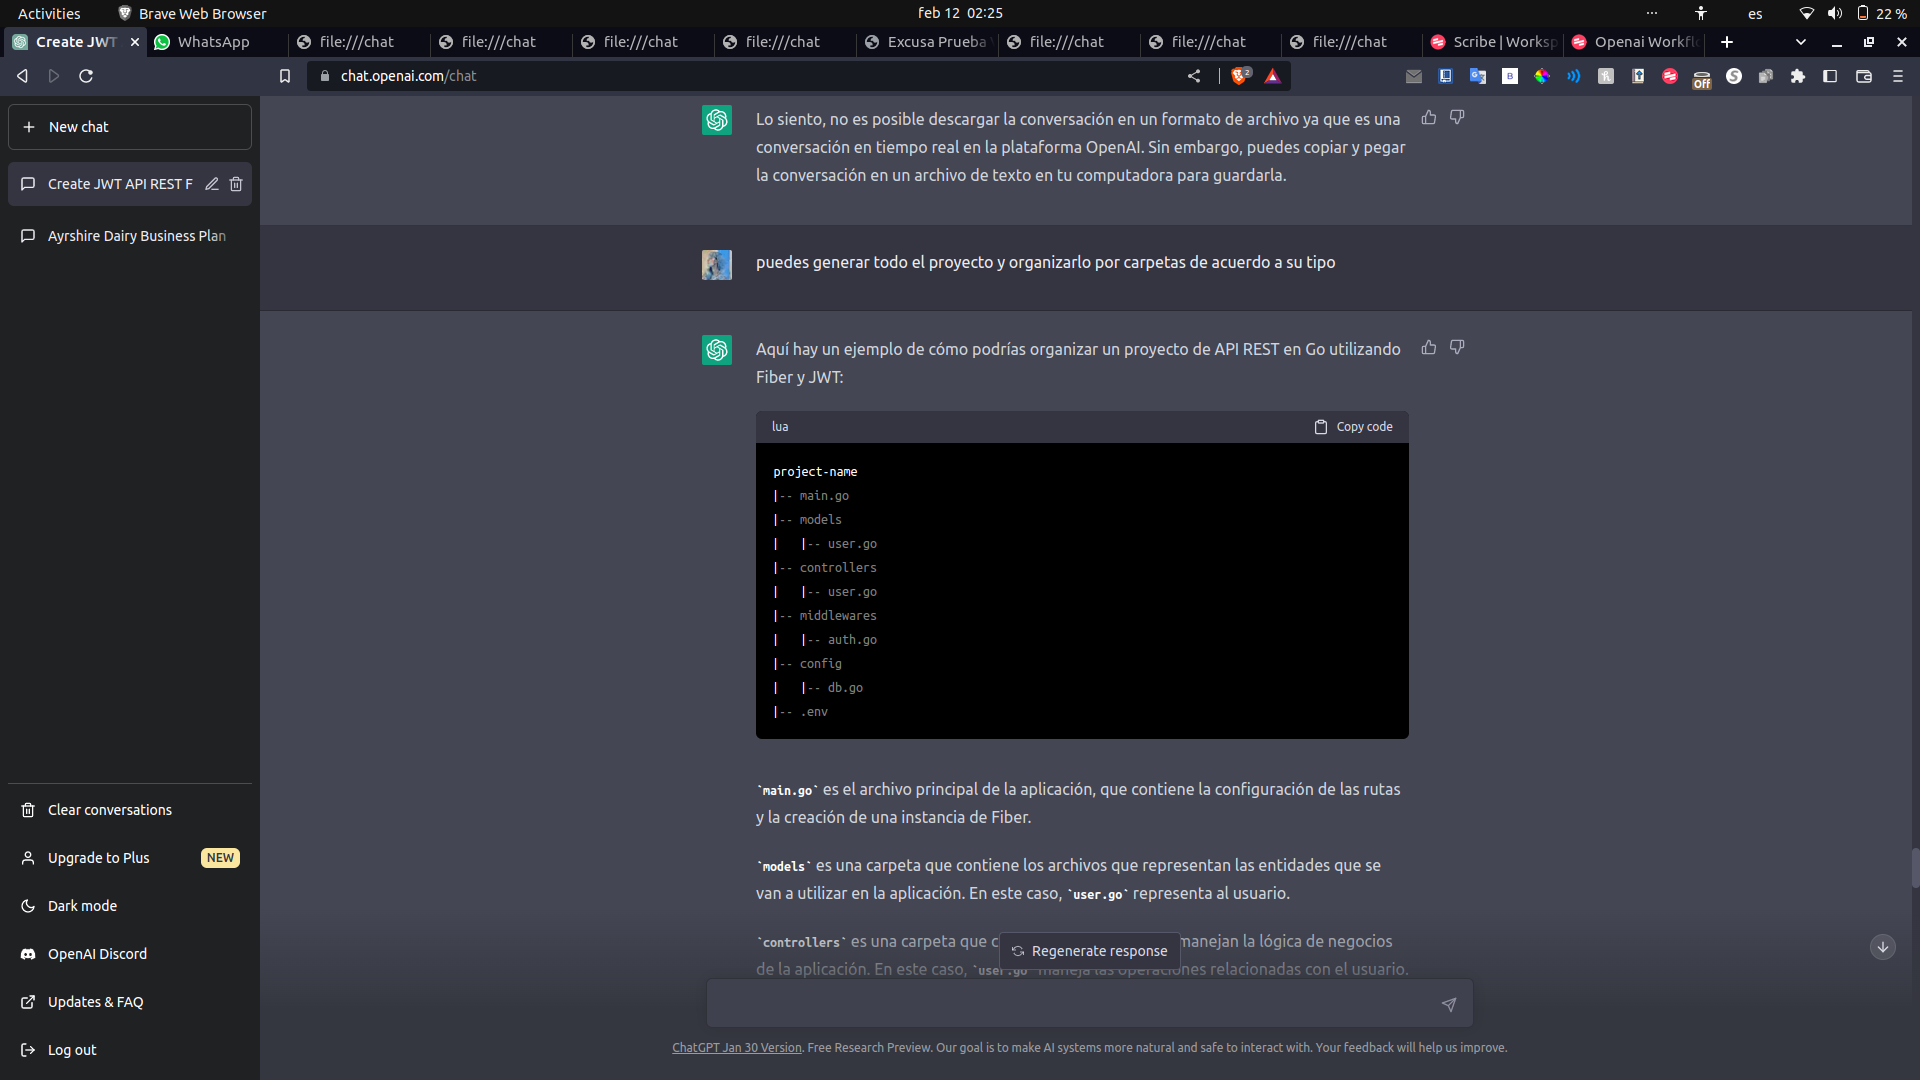 Activities
Brave Web Browser
feb 12 02:25
es
22 %
Create JWT
WhatsApp
file:///chat
file:///chat
file:///chat
file:///chat
Excusa Prueba
file:///chat
file:///chat
file:///chat
Scribe | Worksp
Openai Workfl
chat.openai.com/chat
2
Off
New chat
Create JWT API REST F
Ayrshire Dairy Business Plan
Lo siento, no es posible descargar la conversación en un formato de archivo ya que es una
conversación en tiempo real en la plataforma OpenAI. Sin embargo, puedes copiar y pegar
la conversación en un archivo de texto en tu computadora para guardarla.
puedes generar todo el proyecto y organizarlo por carpetas de acuerdo a su tipo
Aquí hay un ejemplo de cómo podrías organizar un proyecto de API REST en Go utilizando
Fiber y JWT:
lua
Copy code
project-name
|-- main.go
|-- models
|   |-- user.go
|-- controllers
|   |-- user.go
|-- middlewares
|   |-- auth.go
|-- config
|   |-- db.go
|-- .env
`main.go` es el archivo principal de la aplicación, que contiene la configuración de las rutas
y la creación de una instancia de Fiber.
`models` es una carpeta que contiene los archivos que representan las entidades que se
van a utilizar en la aplicación. En este caso, `user.go` representa al usuario.
`controllers` es una carpeta que c manejan la lógica de negocios
de la aplicación. En este caso, `user.go` maneja las operaciones relacionadas con el usuario.
Regenerate response
Clear conversations
Upgrade to Plus
NEW
Dark mode
OpenAI Discord
Updates & FAQ
Log out
ChatGPT Jan 30 Version. Free Research Preview. Our goal is to make AI systems more natural and safe to interact with. Your feedback will help us improve.